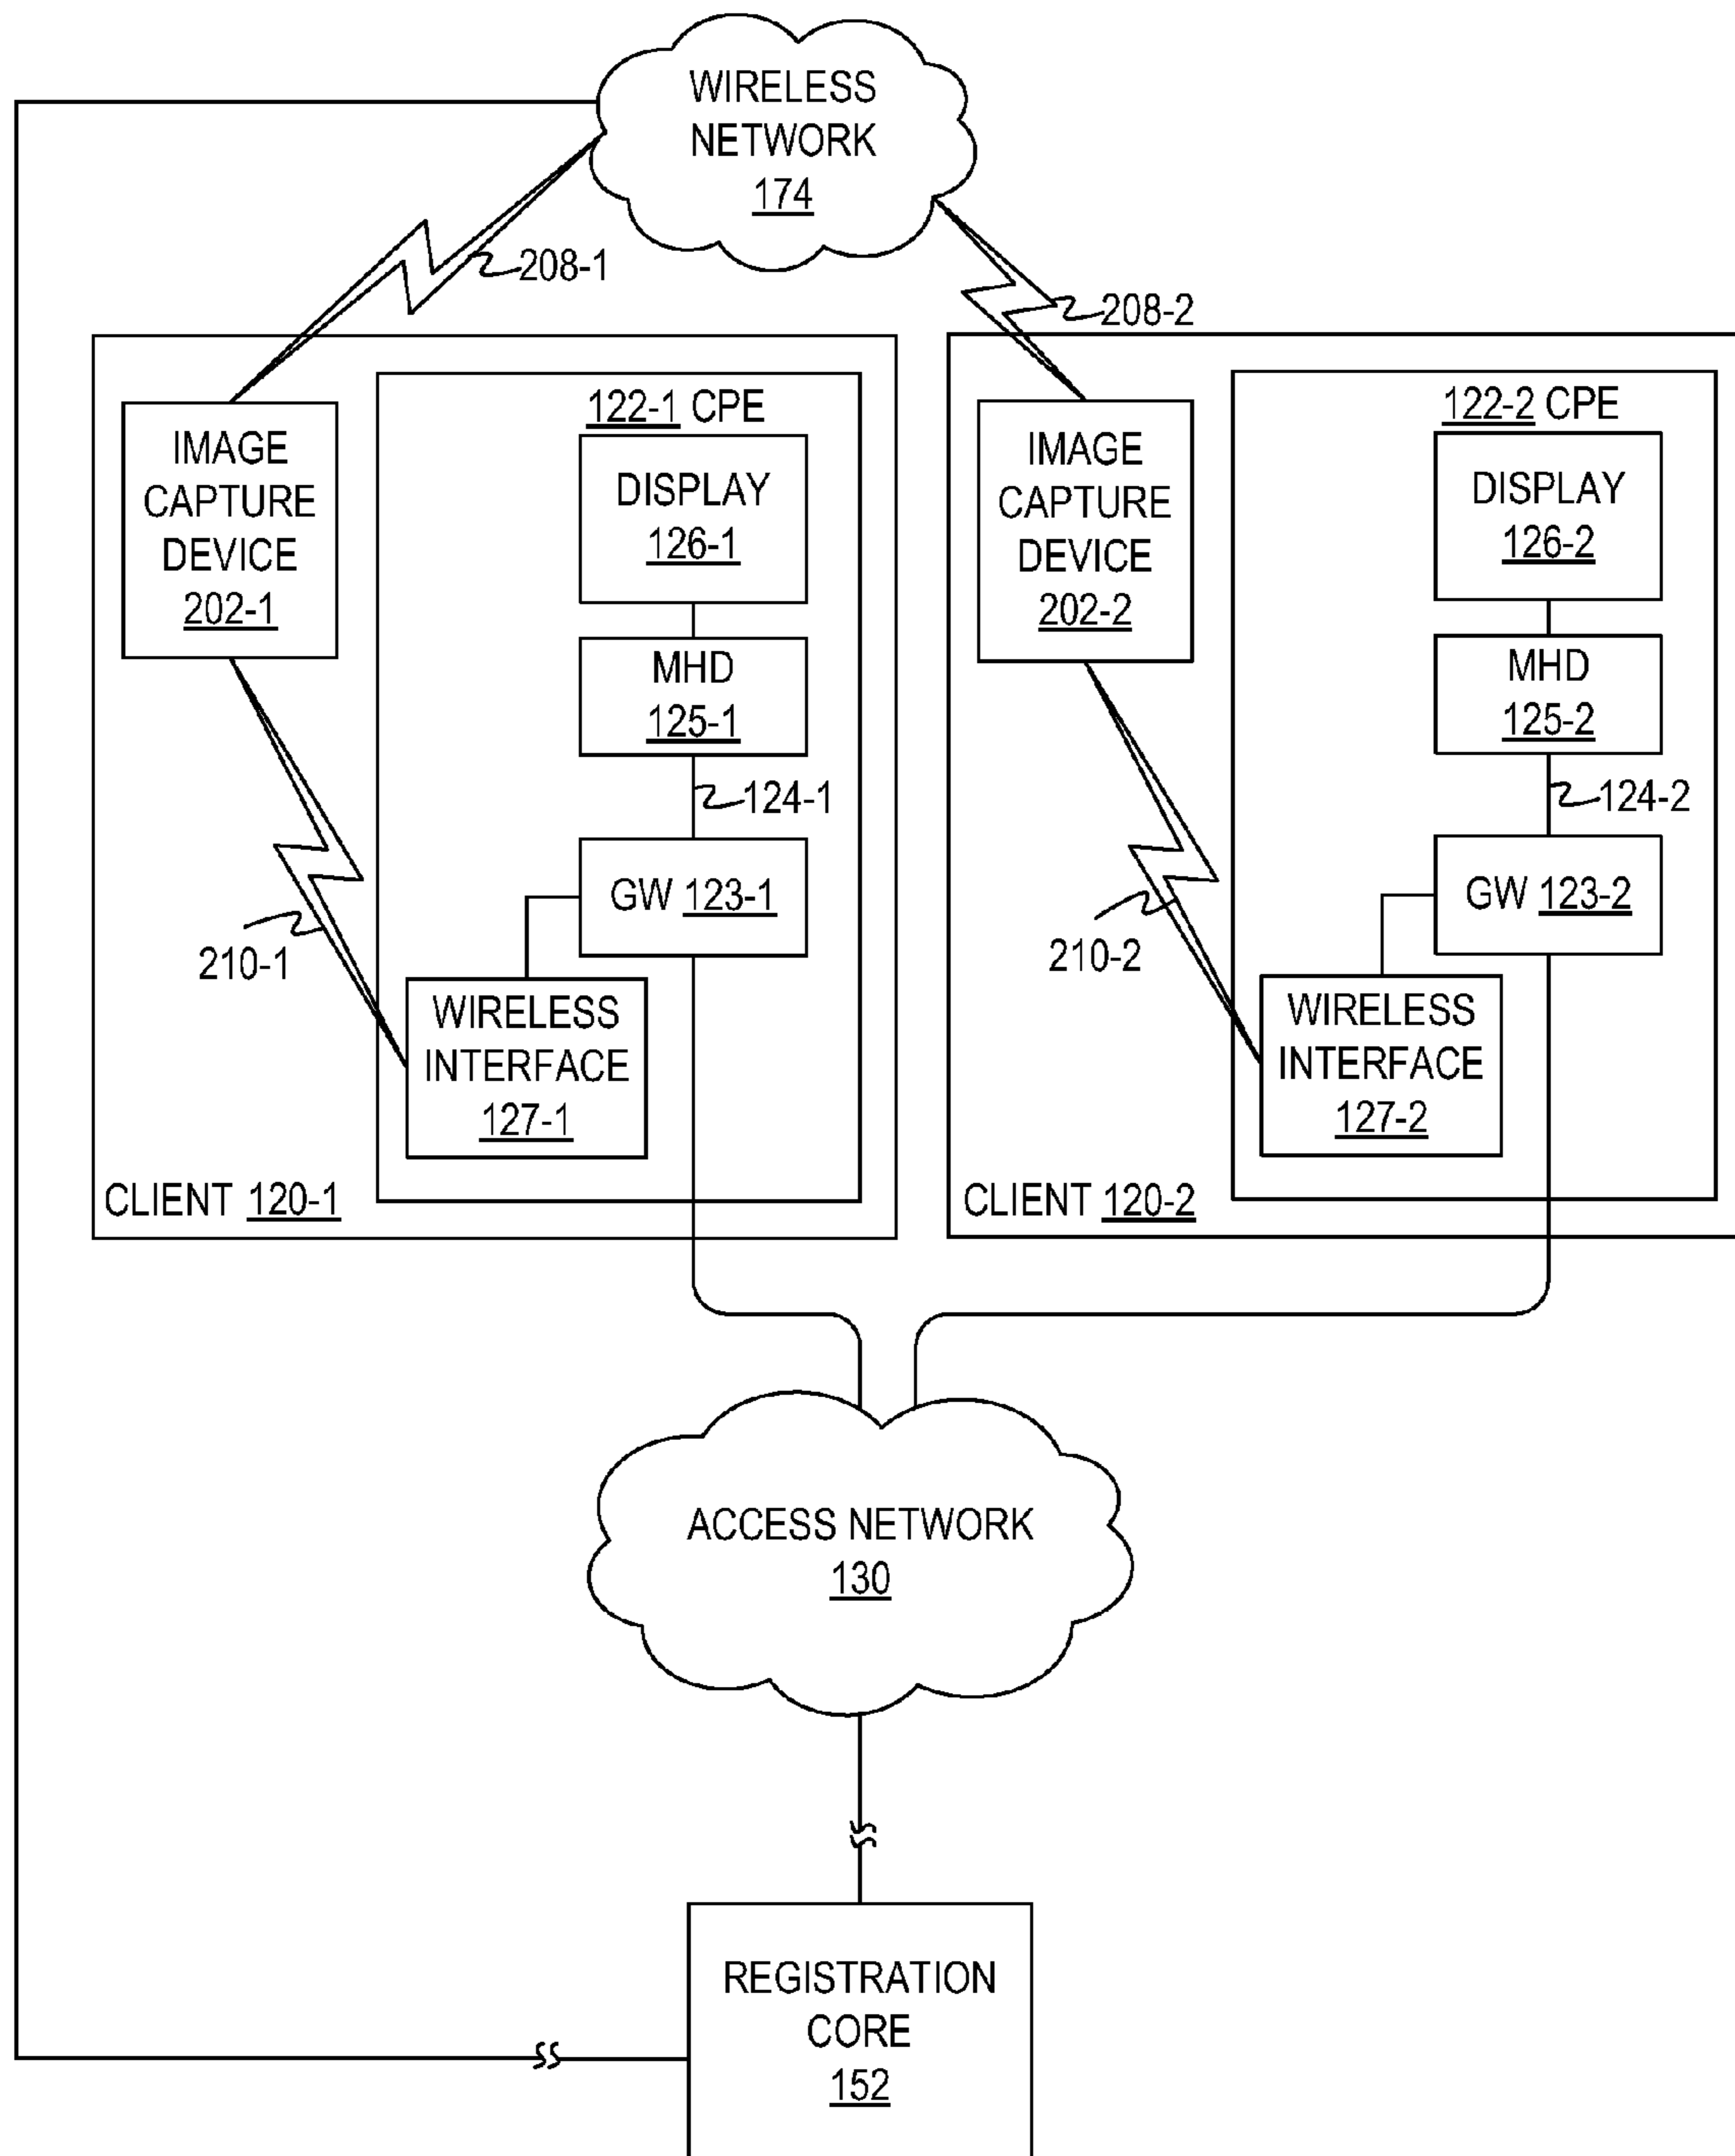 WIRELESS
NETWORK
174
208-1
208-2
122-1 CPE
IMAGE
CAPTURE
DEVICE
202-1
DISPLAY
126-1
MHD
125-1
124-1
GW 123-1
210-1
WIRELESS
INTERFACE
127-1
CLIENT 120-1
122-2 CPE
IMAGE
CAPTURE
DEVICE
202-2
DISPLAY
126-2
MHD
125-2
124-2
GW 123-2
210-2
WIRELESS
INTERFACE
127-2
CLIENT 120-2
ACCESS NETWORK
130
REGISTRATION
CORE
152